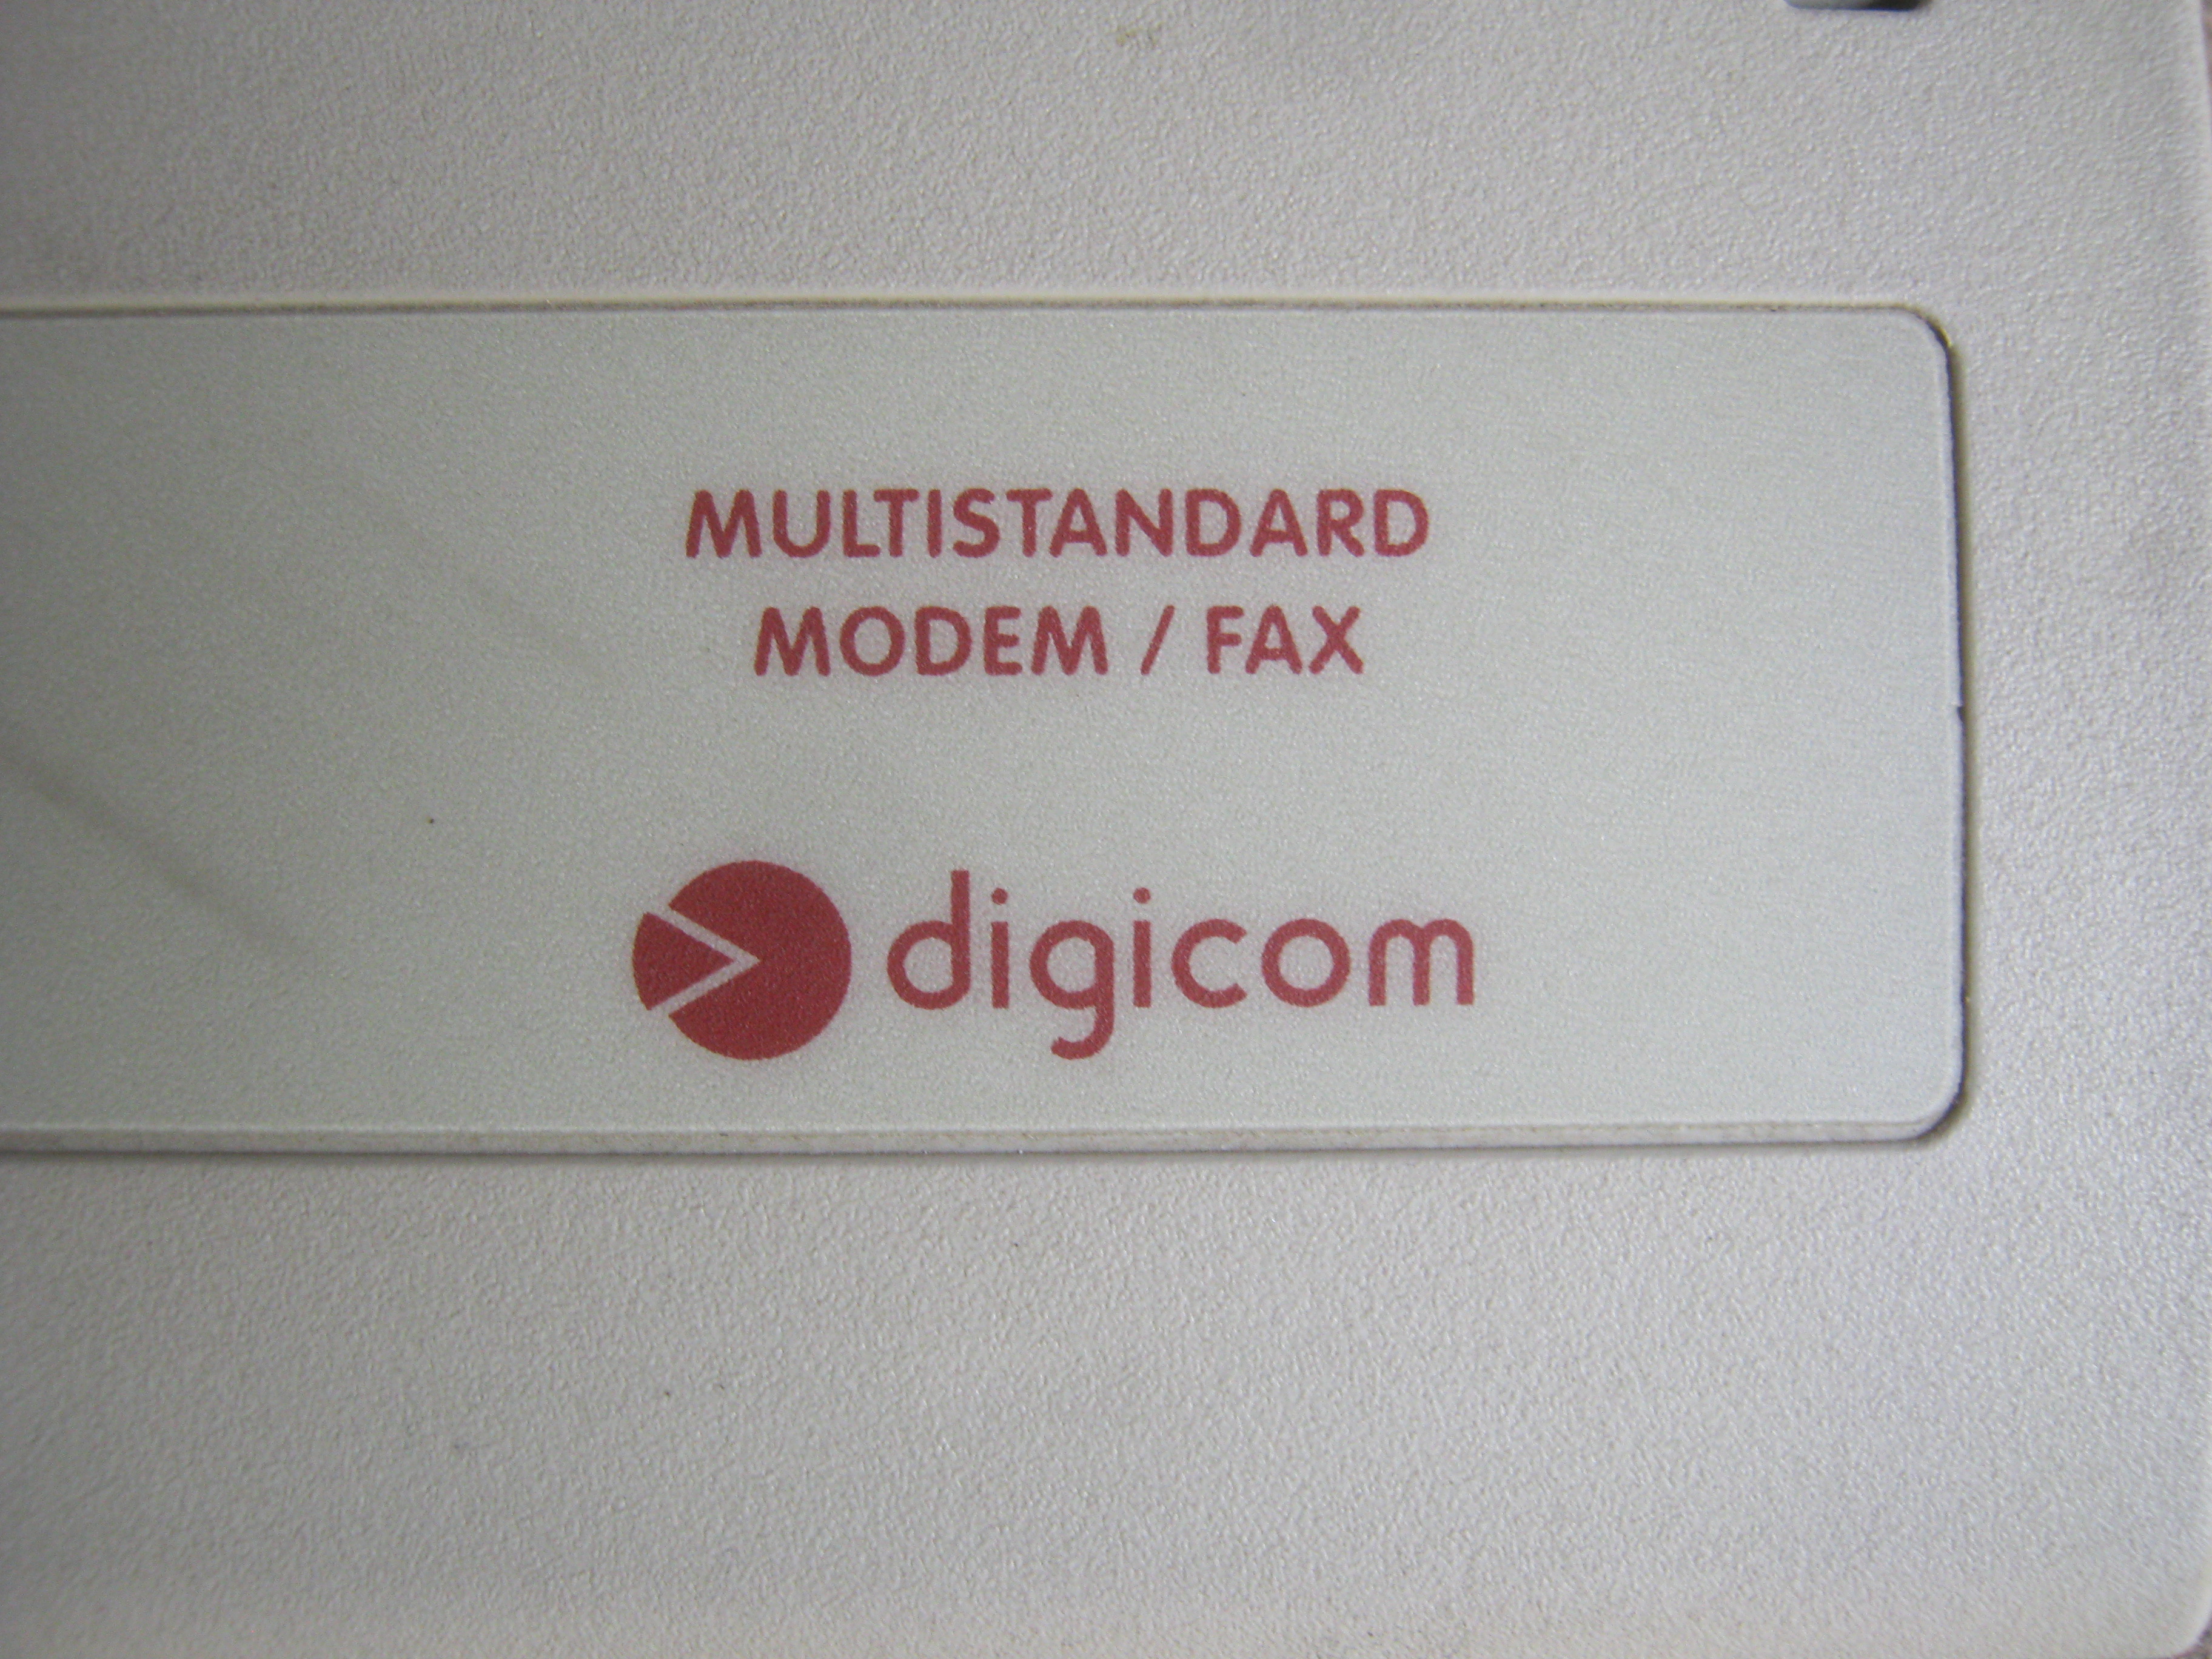 MULTISTANDARD
MODEM / FAX
digicom